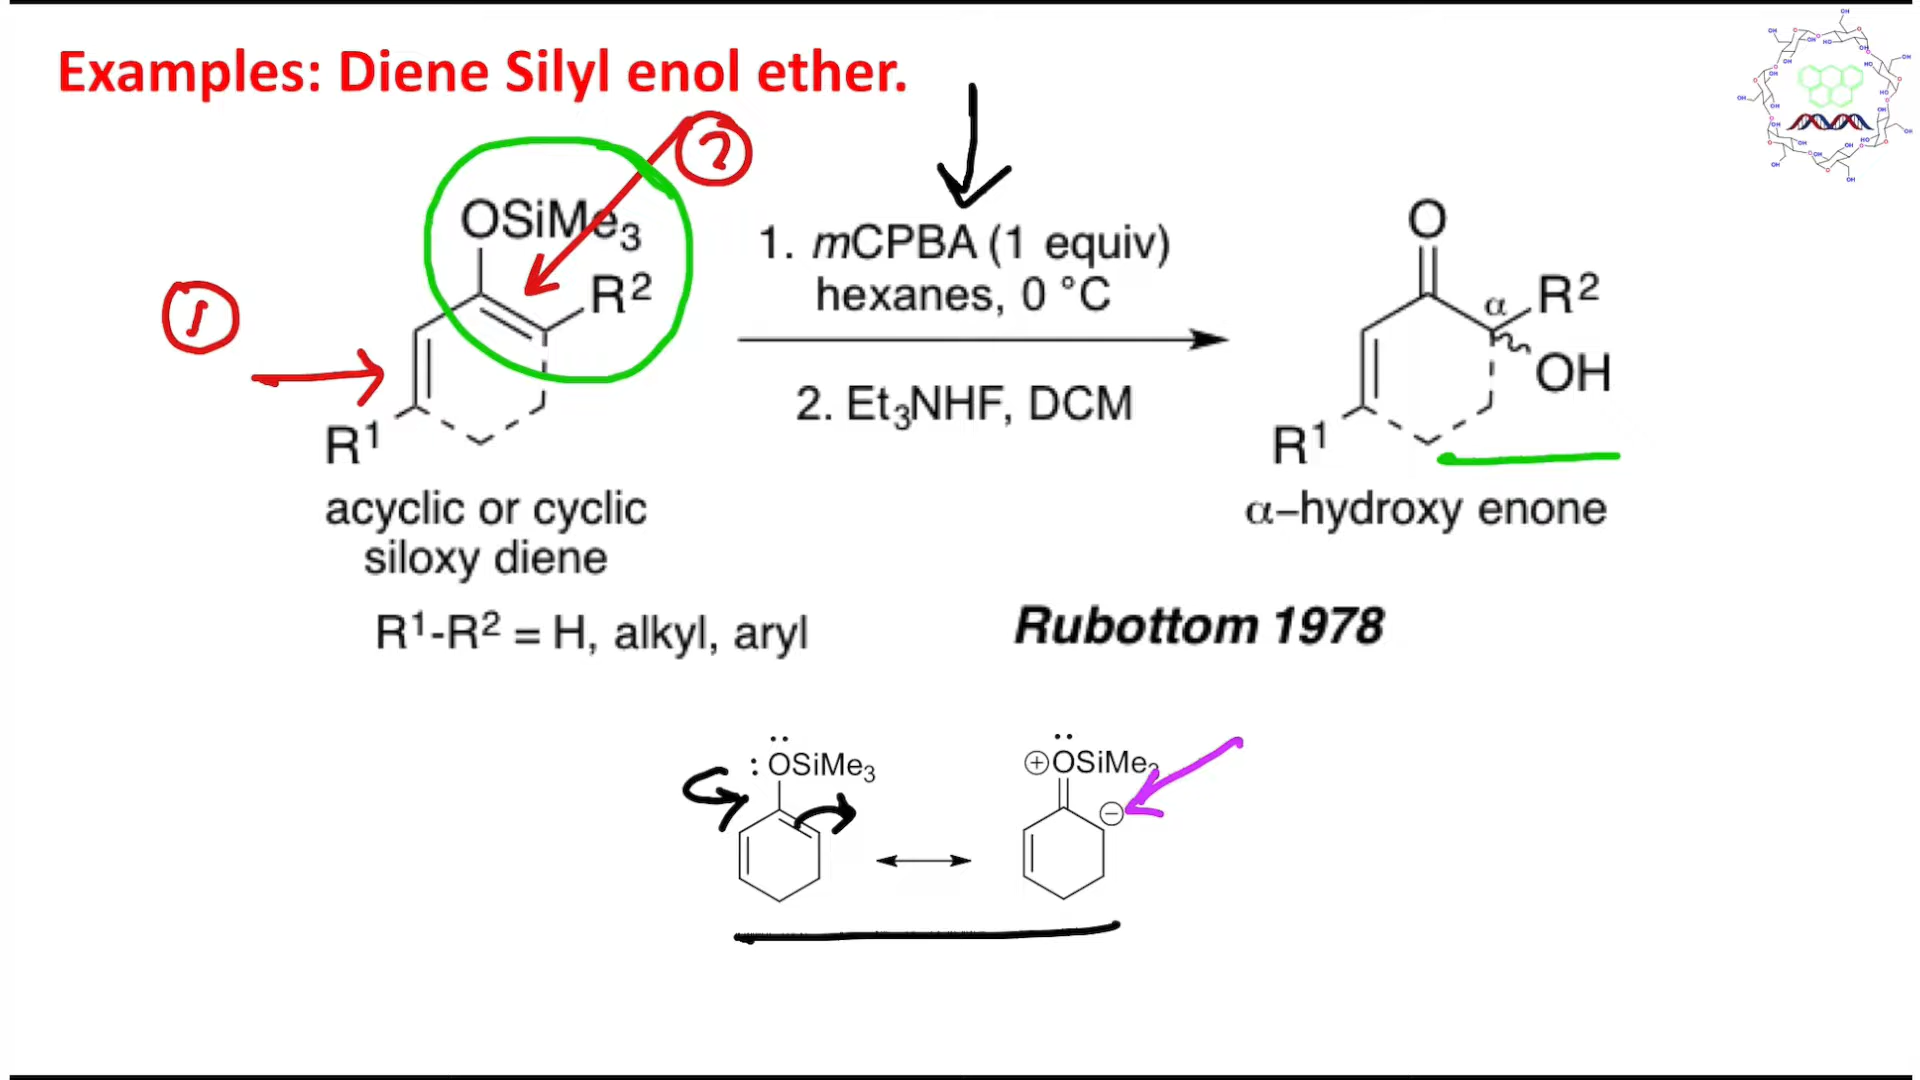 Examples: Diene Silyl enol ether.
2
OSiMe3
R²
1. mCPBA (1 equiv)
hexanes, 0 °C
2. Et3NHF, DCM
O
α
R²
OH
1
R¹
R¹
acyclic or cyclic
siloxy diene
α–hydroxy enone
R¹-R² = H, alkyl, aryl
Rubottom 1978
:OSiMe3
⊕OSiMe3
⊖